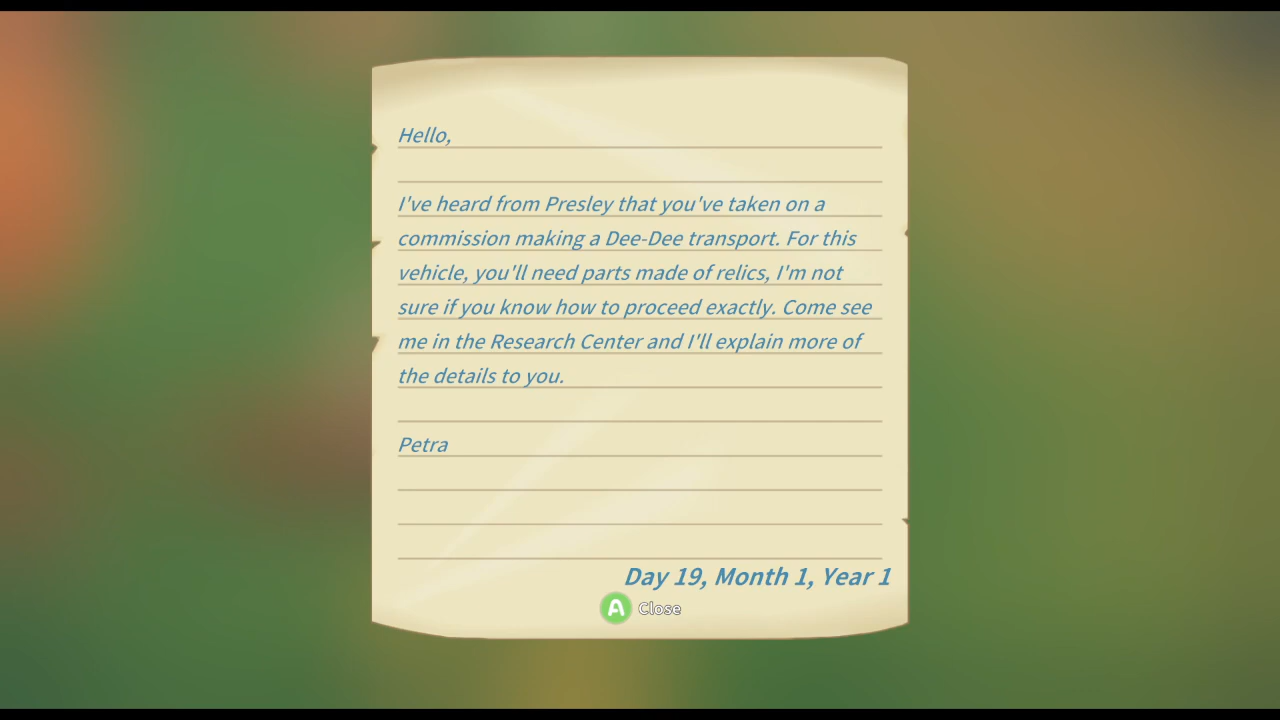 Hello,
I've heard from Presley that you've taken on a
commission making a Dee-Dee transport. For this
vehicle, you'll need parts made of relics, I'm not
sure if you know how to proceed exactly. Come see
me in the Research Center and I'll explain more of
the details to you.
Petra
Day 19, Month 1, Year 1
A Close